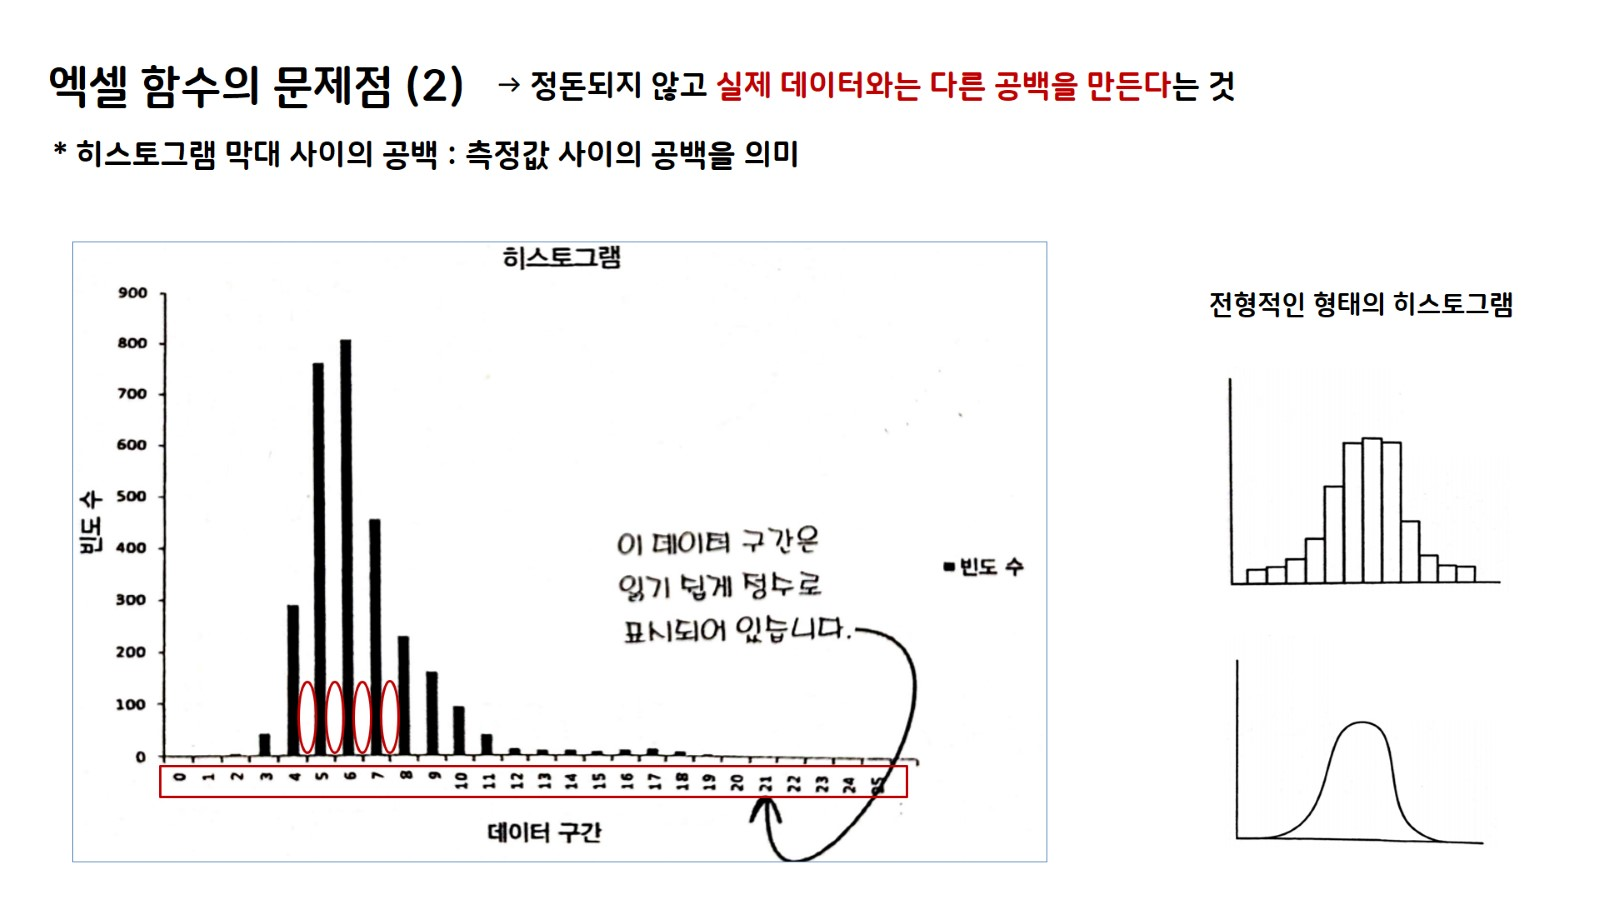 엑셀 함수의 문제점 (2) → 정돈되지 않고 실제 데이터와는 다른 공백을 만든다는 것
* 히스토그램 막대 사이의 공백 : 측정값 사이의 공백을 의미
히스토그램
900
800
700
600
500
400
300
200
100
0
빈도 수
이 데이터 구간은
읽기 쉽게 정수로
표시되어 있습니다.
빈도 수
0 1 2 3 4 5 6 7 8 9 10 11 12 13 14 15 16 17 18 19 20 21 22 23 24 25
데이터 구간
전형적인 형태의 히스토그램